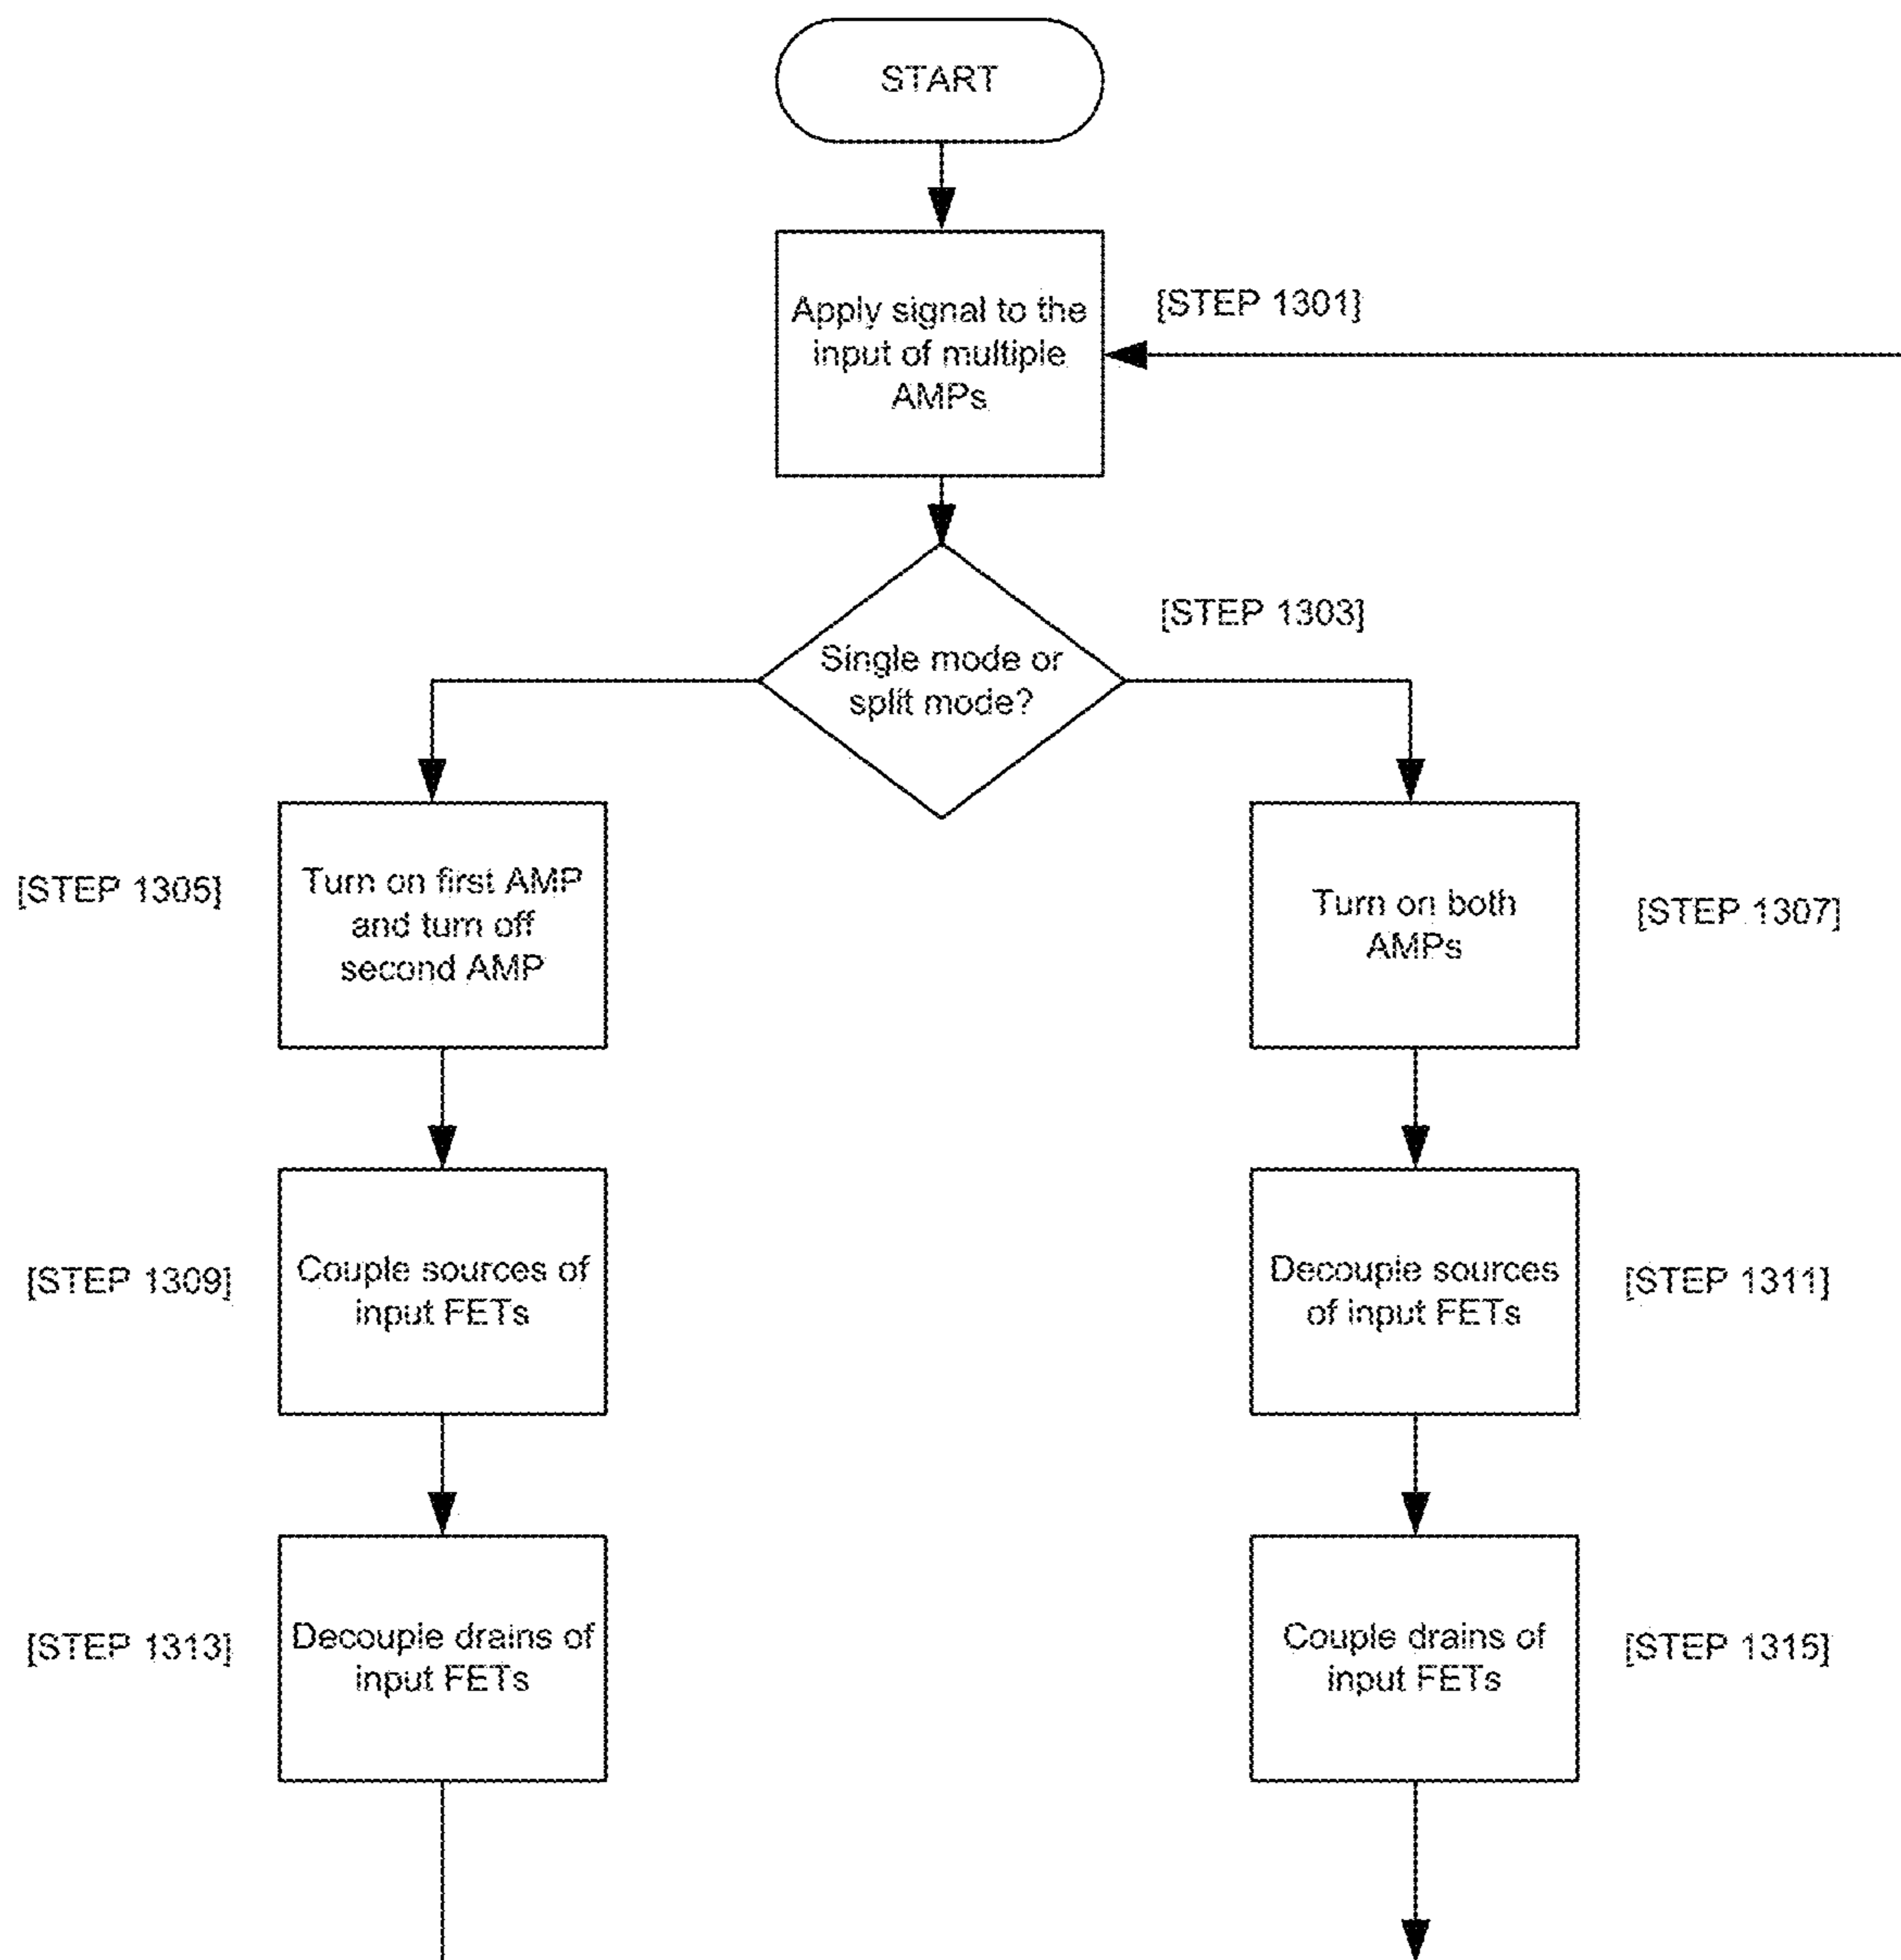 START
Apply signal to the
input of multiple
AMPs
[STEP 1301]
Single mode or
split mode?
[STEP 1303]
[STEP 1305]
Turn on first AMP
and turn off
second AMP
Turn on both
AMPs
[STEP 1307]
[STEP 1309]
Couple sources of
input FETs
Decouple sources
of input FETs
[STEP 1311]
[STEP 1313]
Decouple drains of
input FETs
Couple drains of
input FETs
[STEP 1315]